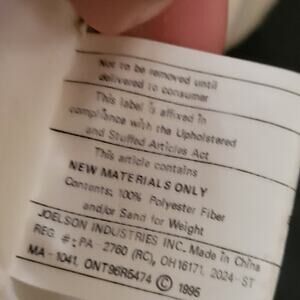 Not to be removed until
delivered to consumer
This label is affixed in
compliance with the Upholstered
and Stuffed Articles Act
This article contains
NEW MATERIALS ONLY
Contents; 100% Polyester Fiber
and/or Sand for Weight
JOELSON INDUSTRIES INC. Made in China
REG. #: PA - 2760 (RC), OH16171, 2024-ST
MA - 1041, ONT96R5474 © 1995